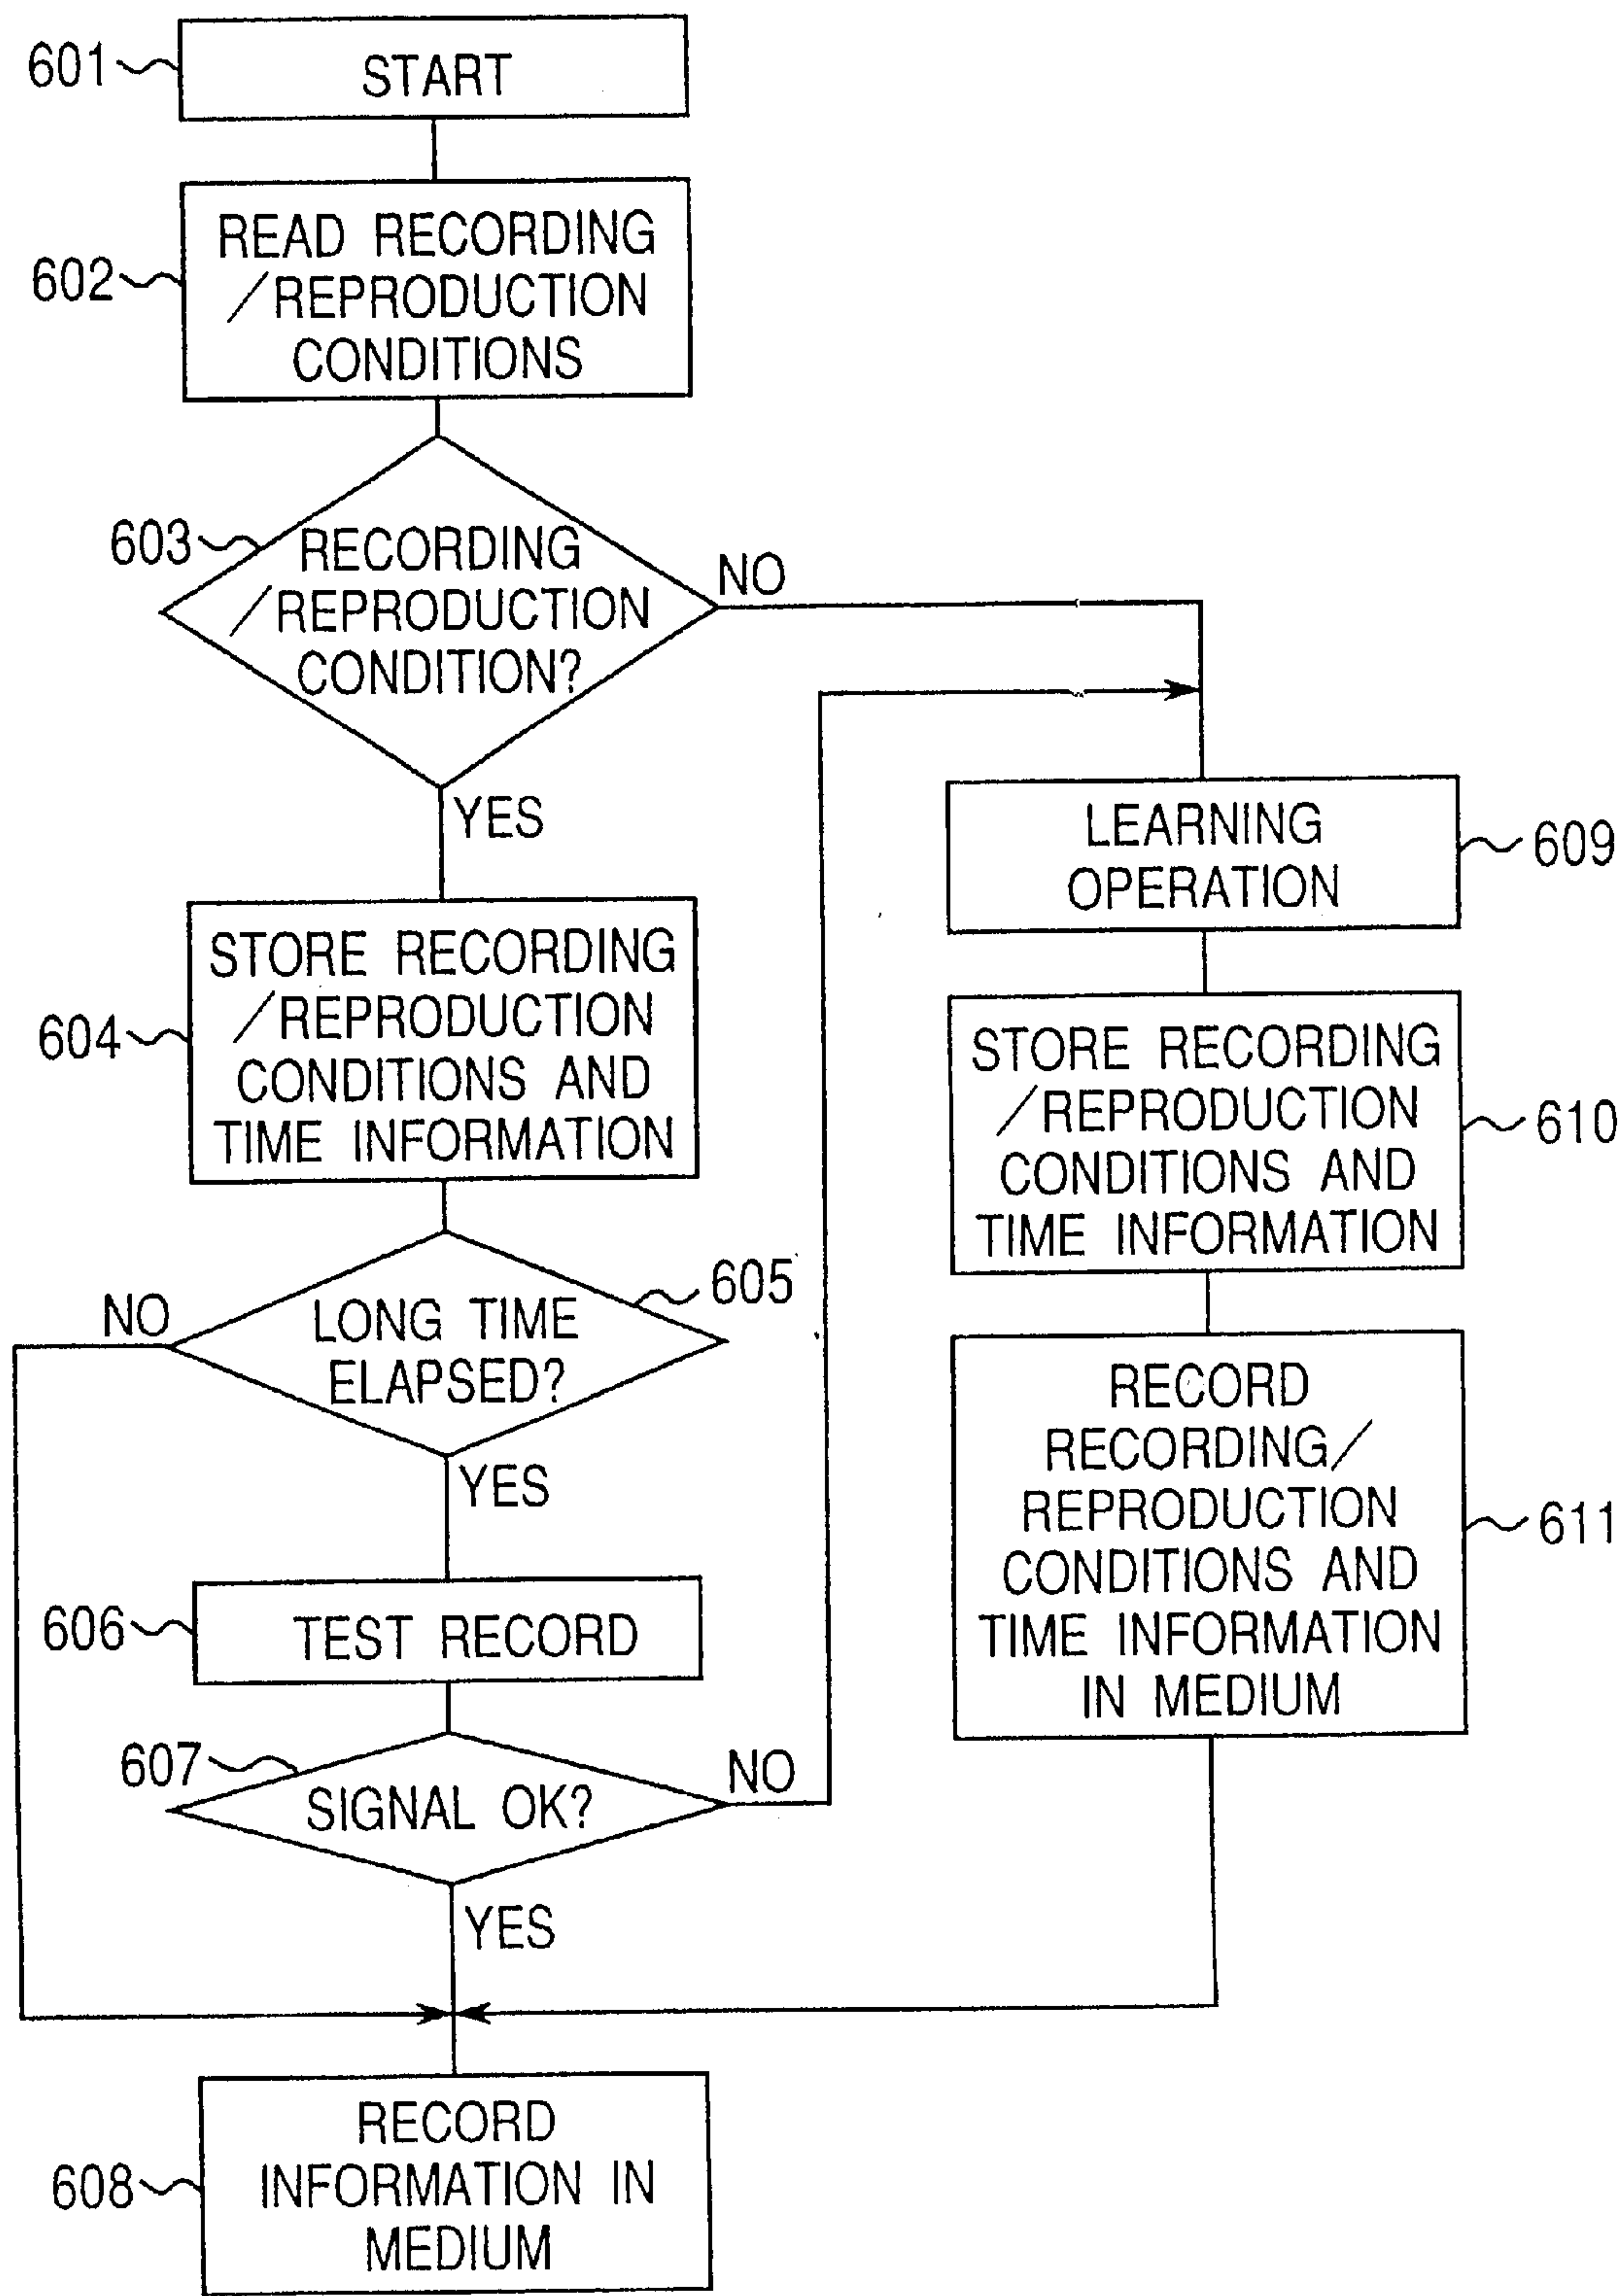 601
START
602
READ RECORDING
/REPRODUCTION
CONDITIONS
603
RECORDING
/REPRODUCTION
CONDITION?
NO
YES
604
STORE RECORDING
/REPRODUCTION
CONDITIONS AND
TIME INFORMATION
605
NO
LONG TIME
ELAPSED?
YES
606
TEST RECORD
607
SIGNAL OK?
NO
YES
608
RECORD
INFORMATION IN
MEDIUM
LEARNING
OPERATION
609
STORE RECORDING
/REPRODUCTION
CONDITIONS AND
TIME INFORMATION
610
RECORD
RECORDING/
REPRODUCTION
CONDITIONS AND
TIME INFORMATION
IN MEDIUM
611